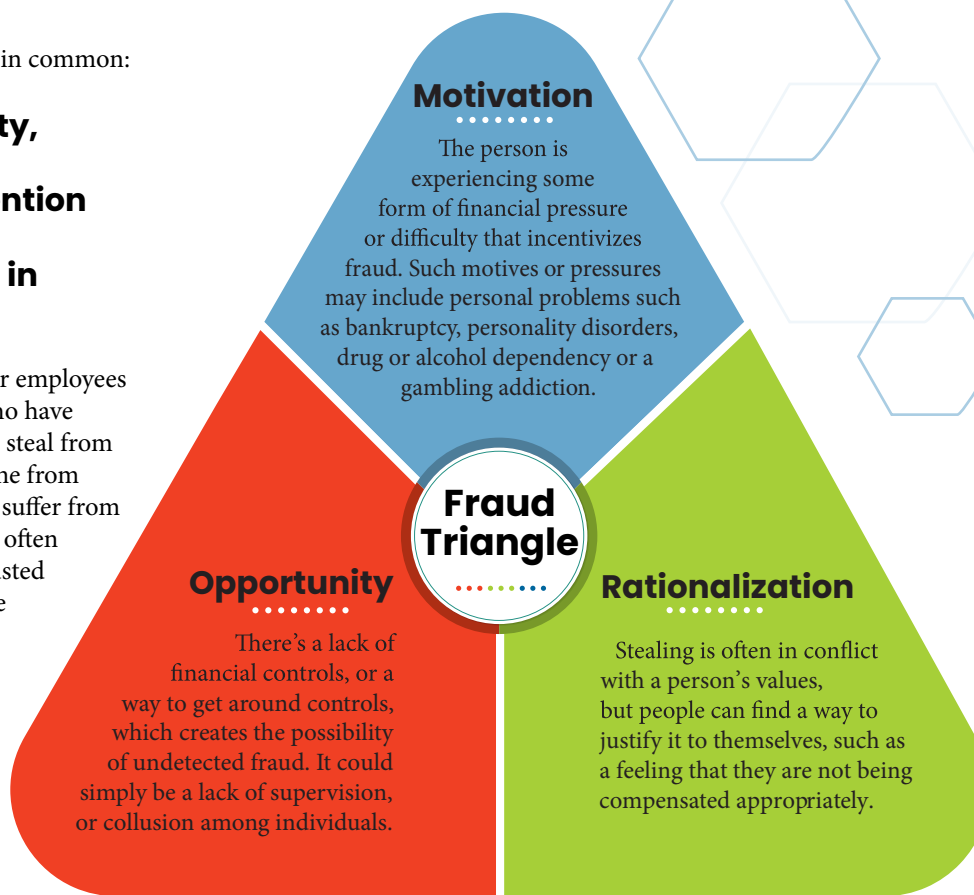 in common:
ty,
ntion
in
r employees
no have
steal from
ne from
suffer from
often
sted
e
Motivation
The person is
experiencing some
form of financial pressure
or difficulty that incentivizes
fraud. Such motives or pressures
may include personal problems such
as bankruptcy, personality disorders,
drug or alcohol dependency or a
gambling addiction.
Fraud
Triangle
Opportunity
There’s a lack of
financial controls, or a
way to get around controls,
which creates the possibility
of undetected fraud. It could
simply be a lack of supervision,
or collusion among individuals.
Rationalization
Stealing is often in conflict
with a person’s values,
but people can find a way to
justify it to themselves, such as
a feeling that they are not being
compensated appropriately.